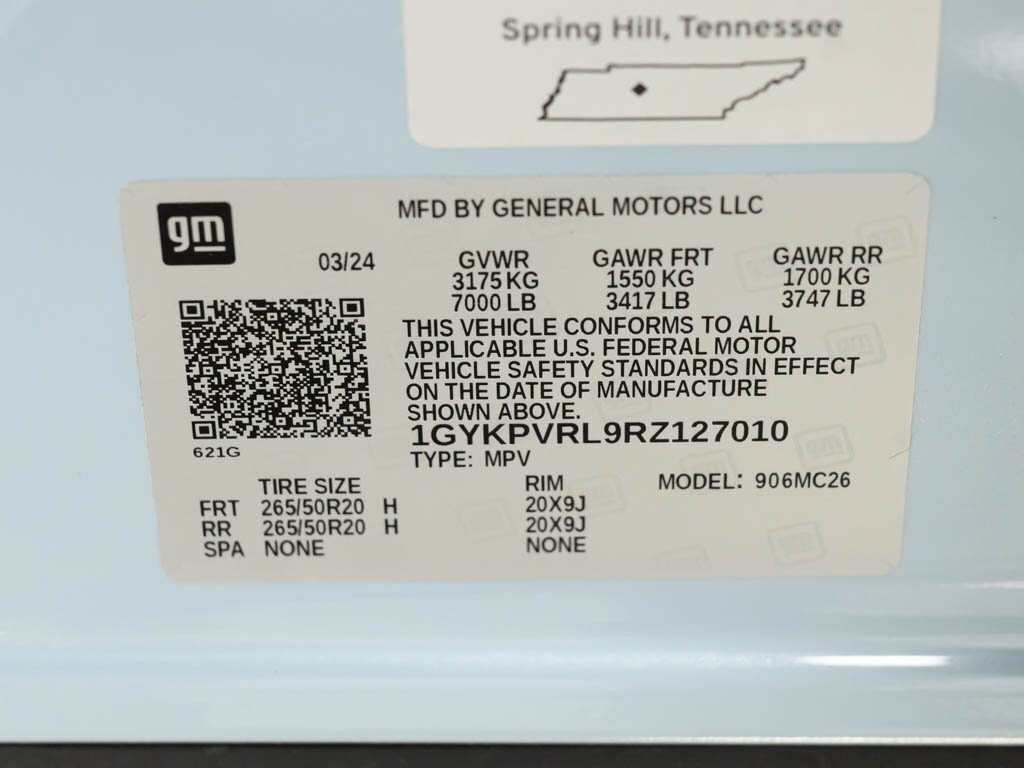 Spring Hill, Tennessee
gm
MFD BY GENERAL MOTORS LLC
03/24
GVWR GAWR FRT GAWR RR
3175 KG 1550 KG 1700 KG
7000 LB 3417 LB 3747 LB
THIS VEHICLE CONFORMS TO ALL
APPLICABLE U.S. FEDERAL MOTOR
VEHICLE SAFETY STANDARDS IN EFFECT
ON THE DATE OF MANUFACTURE
SHOWN ABOVE.
1GYKPVRL9RZ127010
621G
TYPE: MPV
TIRE SIZE RIM MODEL: 906MC26
FRT 265/50R20 H 20X9J
RR 265/50R20 H 20X9J
SPA NONE NONE